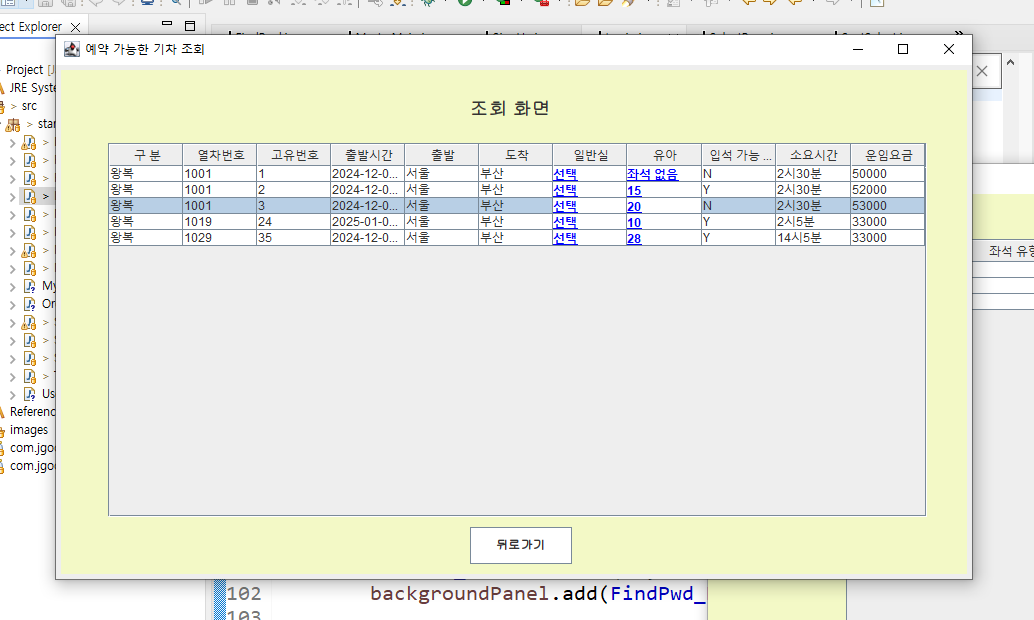 ect Explorer
예약 가능한 기차 조회
Project [J
JRE Syste
> src
> star
My
Or
Us
Referenc
images
com.jgoo
com.jgoo
조회 화면
구 분 열차번호 고유번호 출발시간 출발 도착 일반실 유아 입석 가능 ... 소요시간 운임요금
왕복 1001 1 2024-12-0... 서울 부산 선택 좌석 없음 N 2시30분 50000
왕복 1001 2 2024-12-0... 서울 부산 선택 15 Y 2시30분 52000
왕복 1001 3 2024-12-0... 서울 부산 선택 20 N 2시30분 53000
왕복 1019 24 2025-01-0... 서울 부산 선택 10 Y 2시5분 33000
왕복 1029 35 2024-12-0... 서울 부산 선택 28 Y 14시5분 33000
뒤로가기
좌석 유형
102 backgroundPanel.add(FindPwd_
103